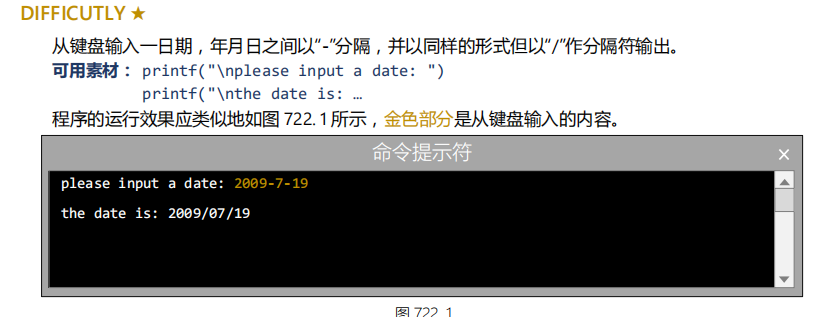 DIFFICUTLY ★
从键盘输入一日期，年月日之间以“-”分隔，并以同样的形式但以“/”作分隔符输出。
可用素材： printf("\nplease input a date: ")
printf("\nthe date is: …
程序的运行效果应类似地如图 722.1 所示，金色部分是从键盘输入的内容。
命令提示符 ×
please input a date: 2009-7-19
the date is: 2009/07/19
图 722 1